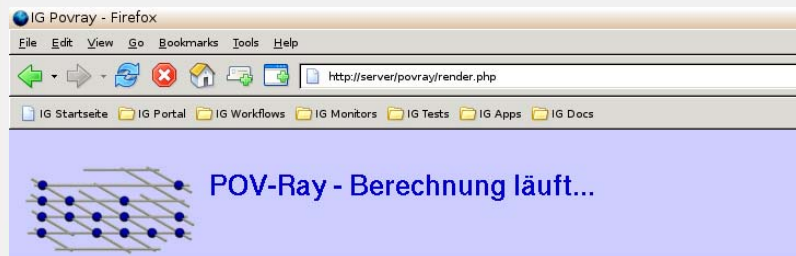 IG Povray - Firefox
File Edit View Go Bookmarks Tools Help
http://server/povray/render.php
IG Startseite IG Portal IG Workflows IG Monitors IG Tests IG Apps IG Docs
POV-Ray - Berechnung läuft...